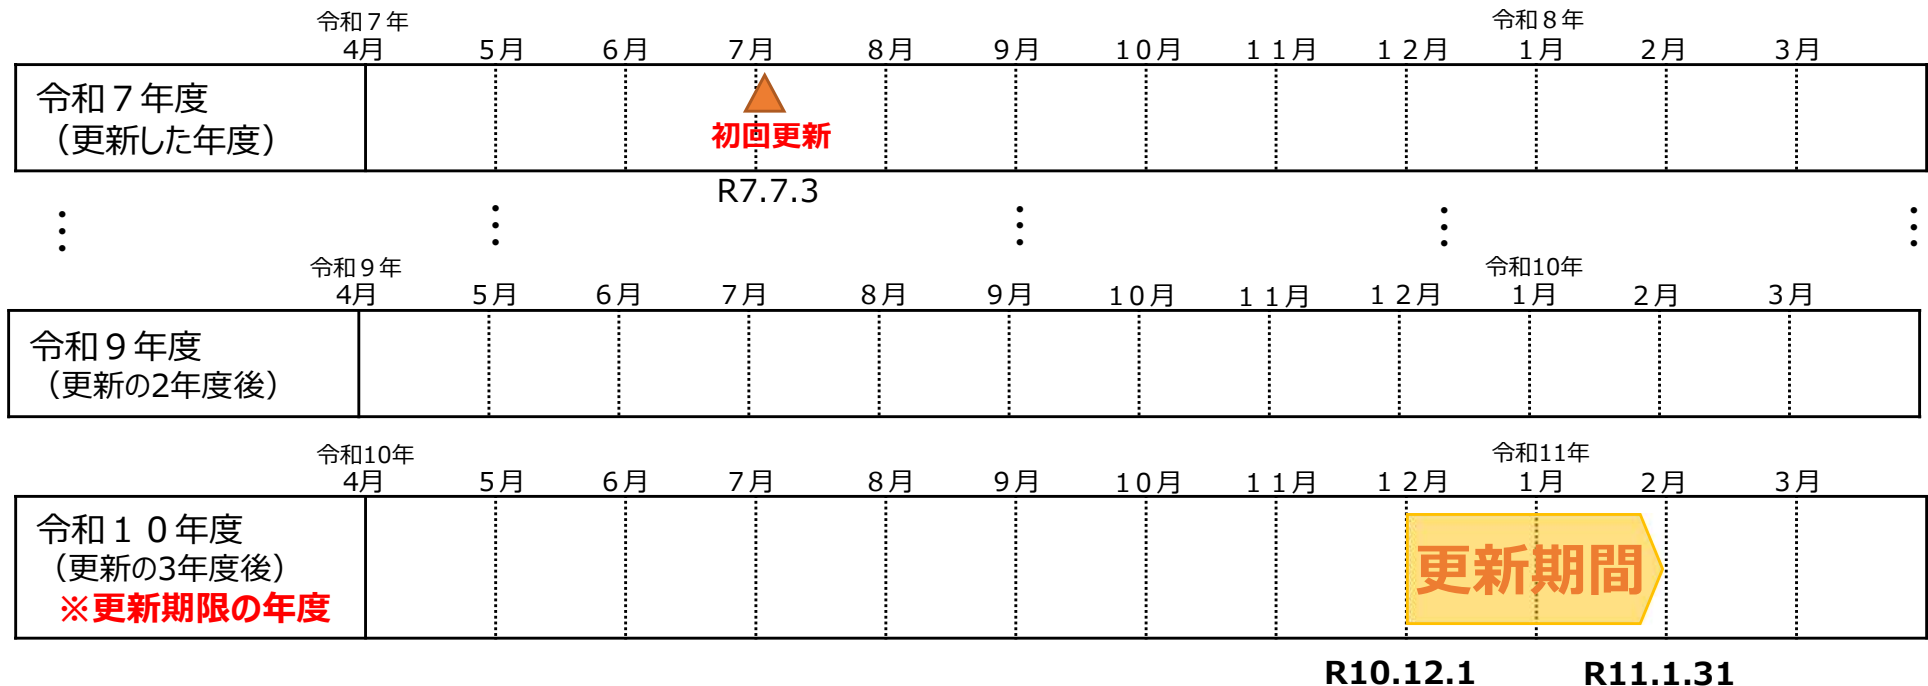 令和７年
令和８年
4月 5月 6月 7月 8月 9月 10月 11月 12月 1月 2月 3月
令和７年度
（更新した年度）
初回更新
R7.7.3
⋮ ⋮ ⋮ ⋮ ⋮
令和９年
令和10年
4月 5月 6月 7月 8月 9月 10月 11月 12月 1月 2月 3月
令和９年度
（更新の2年度後）
令和10年
令和11年
4月 5月 6月 7月 8月 9月 10月 11月 12月 1月 2月 3月
令和１０年度
（更新の3年度後）
※更新期限の年度
更新期間
R10.12.1 R11.1.31